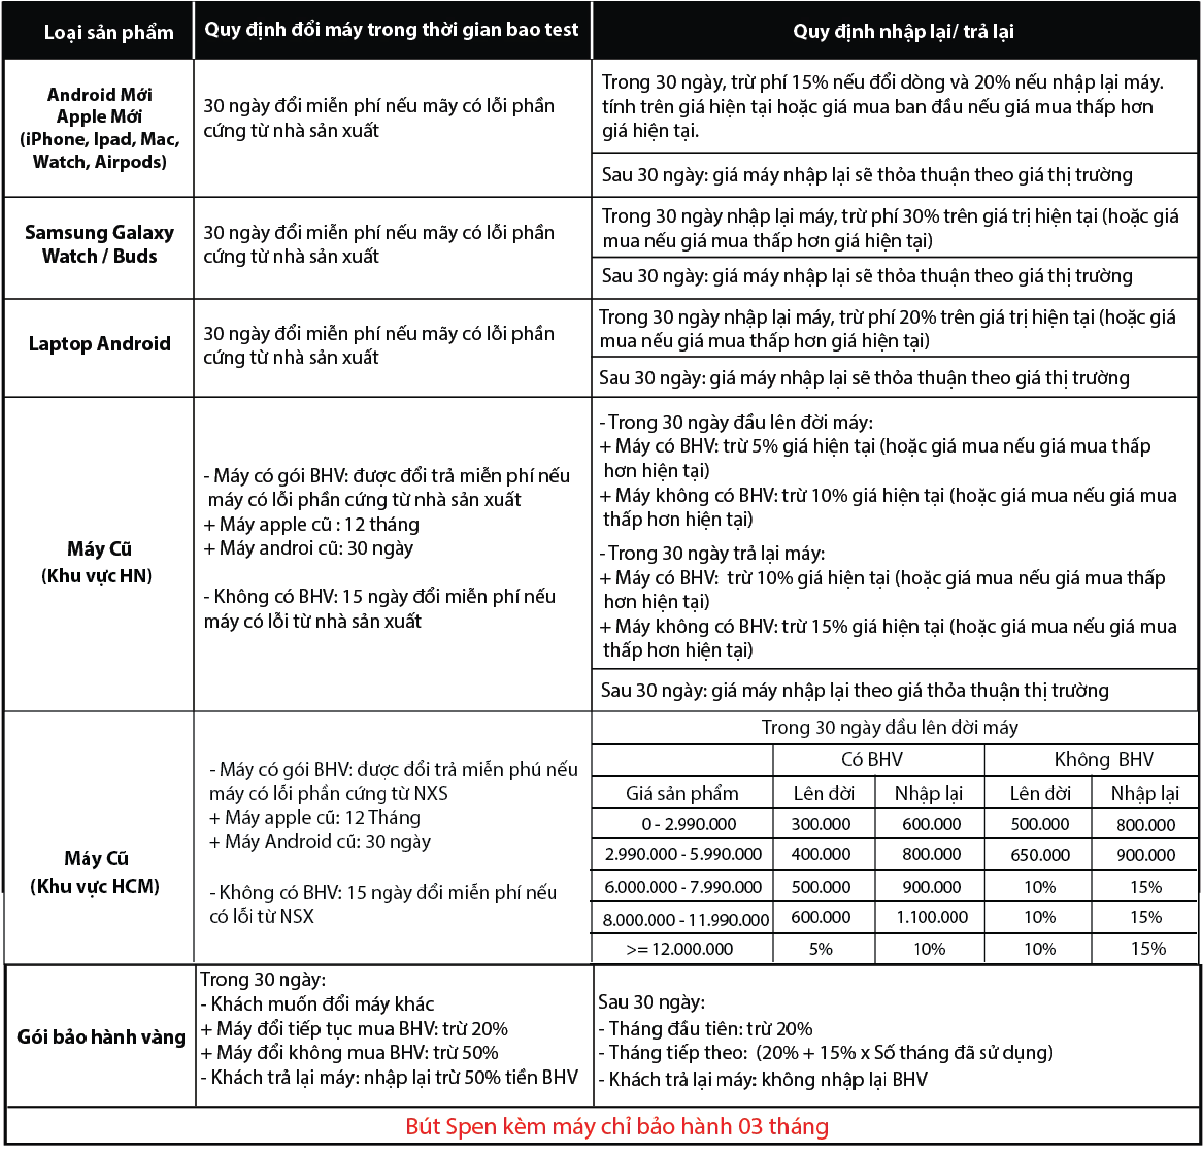 Loại sản phẩm
Quy định đổi máy trong thời gian bao test
Quy định nhập lại/ trả lại
Android Mới
Apple Mới
(iPhone, Ipad, Mac,
Watch, Airpods)
30 ngày đổi miễn phí nếu mãy có lỗi phần
cứng từ nhà sản xuất
Trong 30 ngày, trừ phí 15% nếu đổi dòng và 20% nếu nhập lại máy.
tính trên giá hiện tại hoặc giá mua ban đầu nếu giá mua thấp hơn
giá hiện tại.
Sau 30 ngày: giá máy nhập lại sẽ thỏa thuận theo giá thị trường
Samsung Galaxy
Watch / Buds
30 ngày đổi miễn phí nếu mãy có lỗi phần
cứng từ nhà sản xuất
Trong 30 ngày nhập lại máy, trừ phí 30% trên giá trị hiện tại (hoặc giá
mua nếu giá mua thấp hơn giá hiện tại)
Sau 30 ngày: giá máy nhập lại sẽ thỏa thuận theo giá thị trường
Laptop Android
30 ngày đổi miễn phí nếu mãy có lỗi phần
cứng từ nhà sản xuất
Trong 30 ngày nhập lại máy, trừ phí 20% trên giá trị hiện tại (hoặc giá
mua nếu giá mua thấp hơn giá hiện tại)
Sau 30 ngày: giá máy nhập lại sẽ thỏa thuận theo giá thị trường
Máy Cũ
(Khu vực HN)
- Máy có gói BHV: được đổi trả miễn phí nếu
máy có lỗi phần cứng từ nhà sản xuất
+ Máy apple cũ : 12 tháng
+ Máy androi cũ: 30 ngày
- Không có BHV: 15 ngày đổi miễn phí nếu
máy có lỗi từ nhà sản xuất
- Trong 30 ngày đầu lên đời máy:
+ Máy có BHV: trừ 5% giá hiện tại (hoặc giá mua nếu giá mua thấp
hơn hiện tại)
+ Máy không có BHV: trừ 10% giá hiện tại (hoặc giá mua nếu giá mua
thấp hơn hiện tại)
- Trong 30 ngày trả lại máy:
+ Máy có BHV: trừ 10% giá hiện tại (hoặc giá mua nếu giá mua thấp
hơn hiện tại)
+ Máy không có BHV: trừ 15% giá hiện tại (hoặc giá mua nếu giá mua
thấp hơn hiện tại)
Sau 30 ngày: giá máy nhập lại theo giá thỏa thuận thị trường
Máy Cũ
(Khu vực HCM)
- Máy có gói BHV: được đổi trả miễn phú nếu
máy có lỗi phần cứng từ NXS
+ Máy apple cũ: 12 Tháng
+ Máy Android cũ: 30 ngày
- Không có BHV: 15 ngày đổi miễn phí nếu
có lỗi từ NSX
Trong 30 ngày đầu lên đời máy
Có BHV Không BHV
Giá sản phẩm Lên đời Nhập lại Lên đời Nhập lại
0 - 2.990.000 300.000 600.000 500.000 800.000
2.990.000 - 5.990.000 400.000 800.000 650.000 900.000
6.000.000 - 7.990.000 500.000 900.000 10% 15%
8.000.000 - 11.990.000 600.000 1.100.000 10% 15%
>= 12.000.000 5% 10% 10% 15%
Gói bảo hành vàng
Trong 30 ngày:
- Khách muốn đổi máy khác
+ Máy đổi tiếp tục mua BHV: trừ 20%
+ Máy đổi không mua BHV: trừ 50%
- Khách trả lại máy: nhập lại trừ 50% tiền BHV
Sau 30 ngày:
- Tháng đầu tiên: trừ 20%
- Tháng tiếp theo: (20% + 15% x Số tháng đã sử dụng)
- Khách trả lại máy: không nhập lại BHV
Bút Spen kèm máy chỉ bảo hành 03 tháng